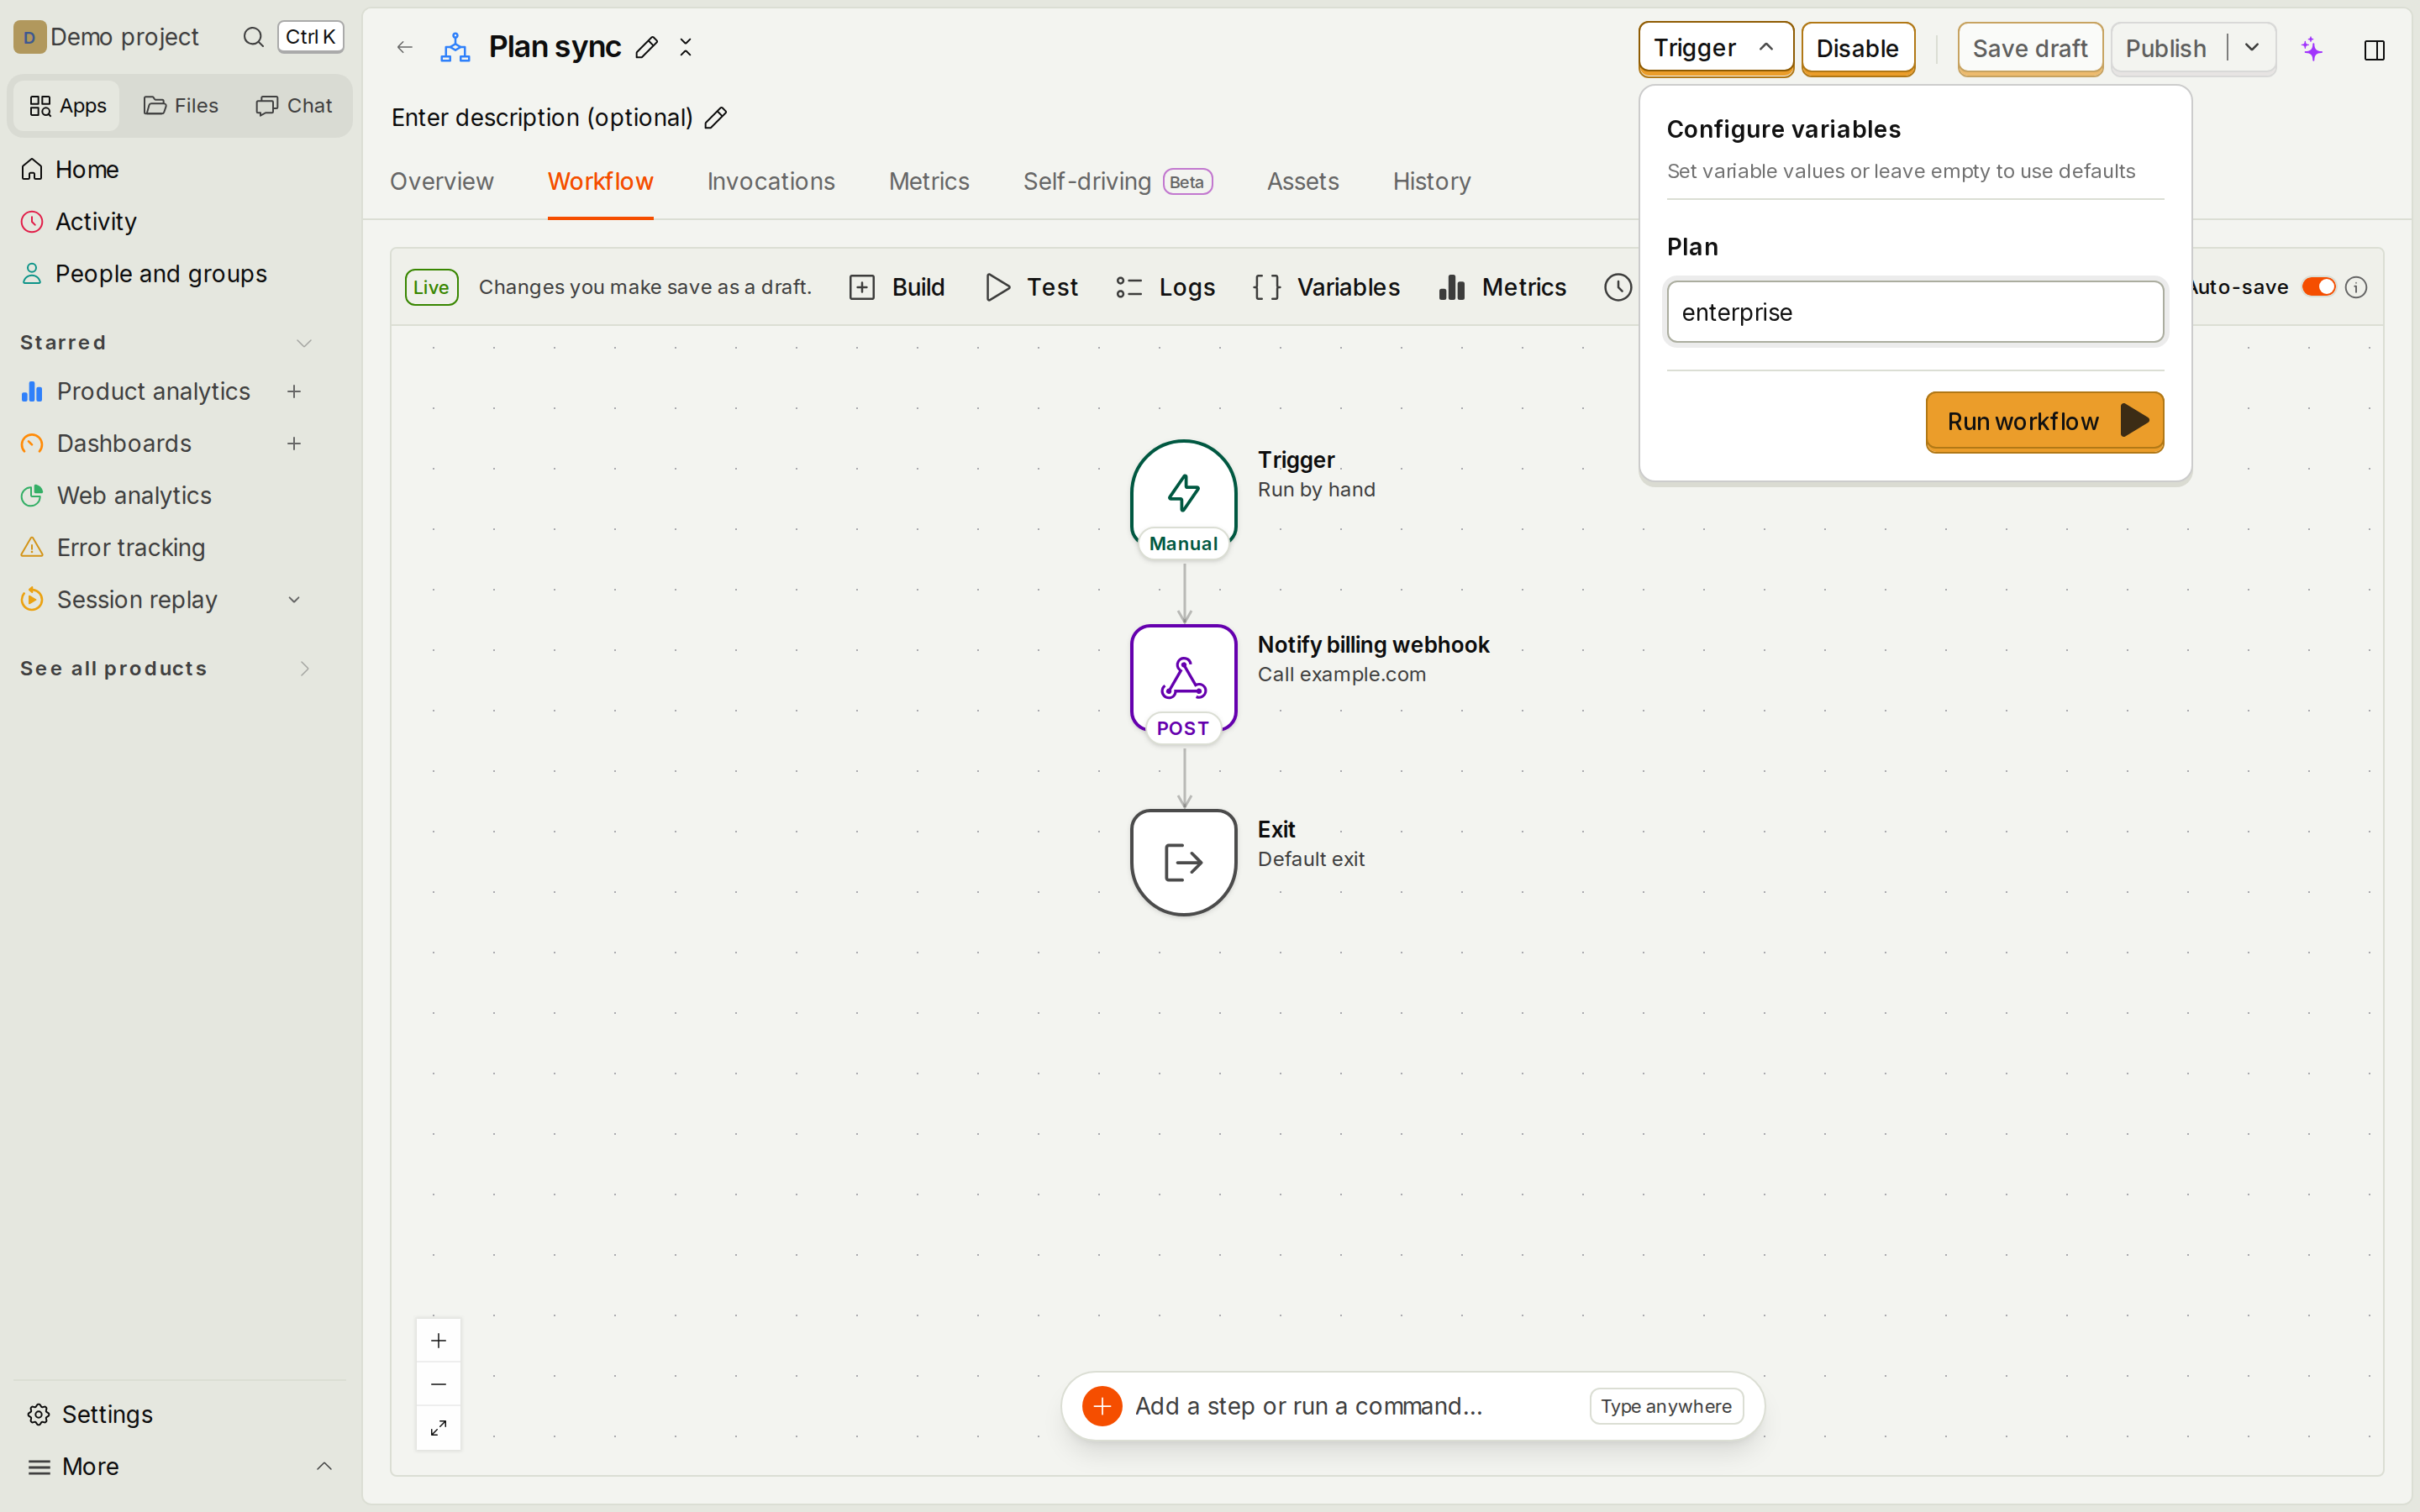 D Demo project Ctrl K
Apps Files Chat
Home
Activity
People and groups
Starred
Product analytics
Dashboards
Web analytics
Error tracking
Session replay
See all products
Settings
More
Plan sync
Trigger Disable Save draft Publish
Enter description (optional)
Overview Workflow Invocations Metrics Self-driving Beta Assets History
Live Changes you make save as a draft. Build Test Logs Variables Metrics Auto-save
Configure variables
Set variable values or leave empty to use defaults
Plan
enterprise
Run workflow
Trigger
Run by hand
Manual
Notify billing webhook
Call example.com
POST
Exit
Default exit
Add a step or run a command... Type anywhere